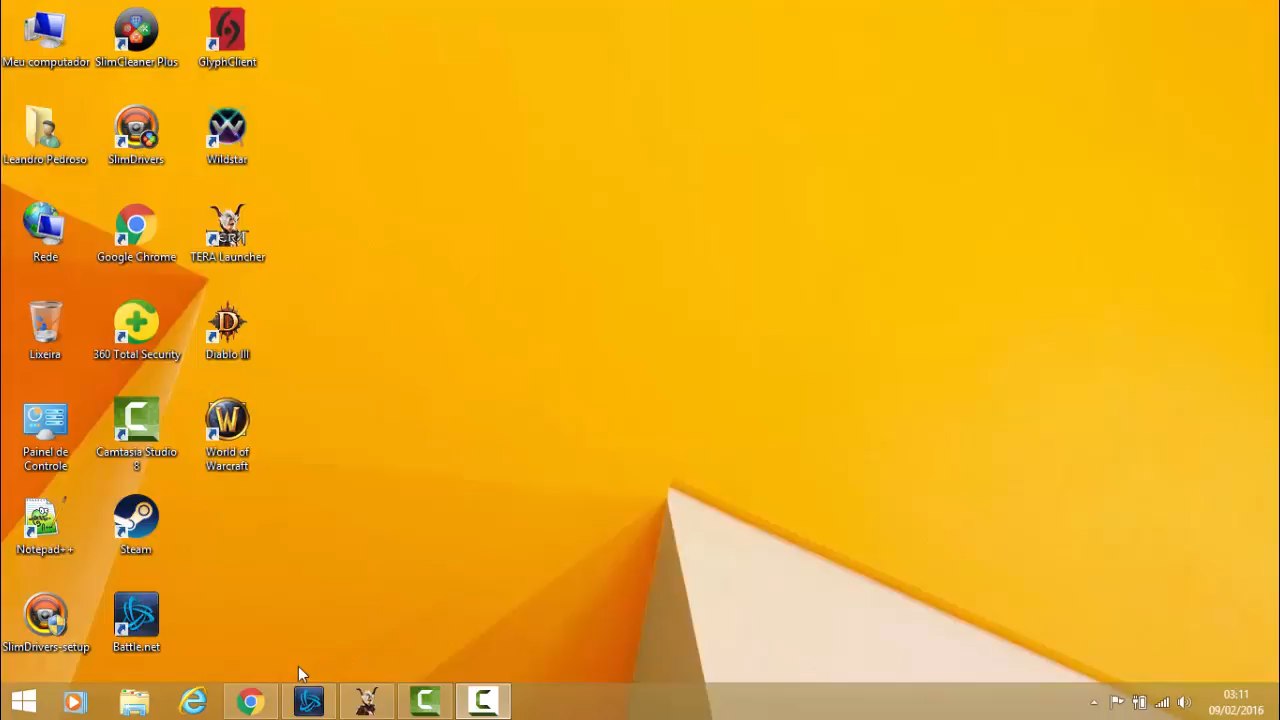 Meu computador
SlimCleaner Plus
GlyphClient
Leandro Pedroso
SlimDrivers
Wildstar
Rede
Google Chrome
TERA Launcher
Lixeira
360 Total Security
Diablo III
Painel de
Controle
Camtasia Studio
8
World of
Warcraft
Notepad++
Steam
SlimDrivers-setup
Battle.net
03:11
09/02/2016